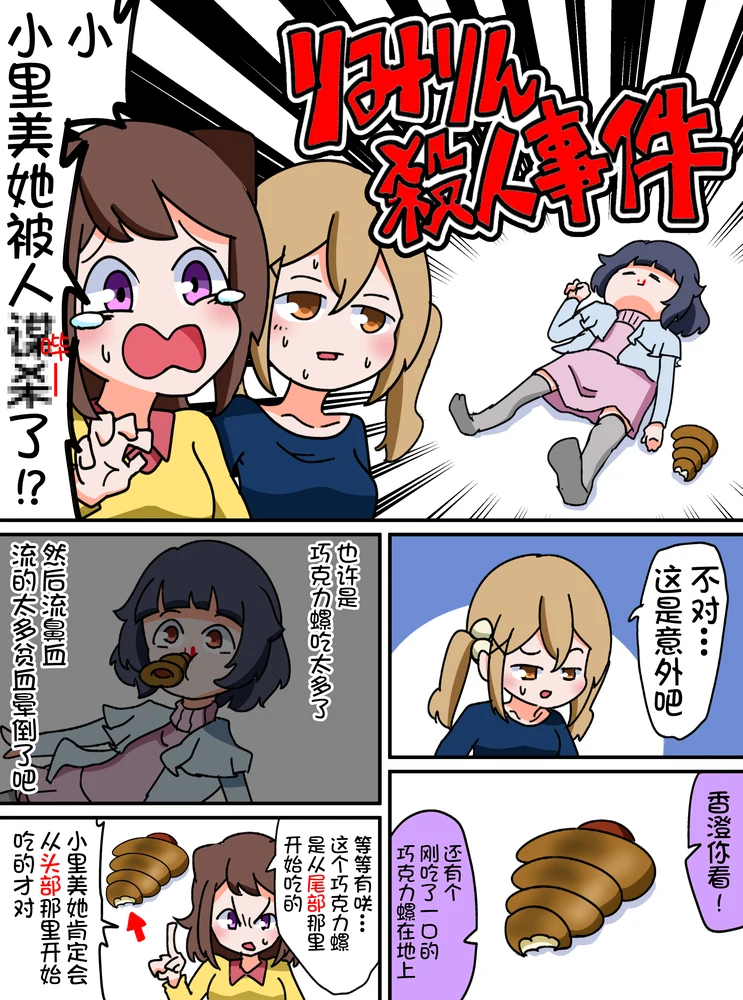 りみりん
殺人事件
小
小里美她被人谋杀了!?
哔—
不对…
这是意外吧
也许是
巧克力螺吃太多了
然后流鼻血
流的太多贫血晕倒了吧
香澄你看!
还有个
刚吃了一口的
巧克力螺在地上
等等有咲…
这个巧克力螺
是从尾部那里
开始吃的
小里美她肯定会
从头部那里开始
吃的才对